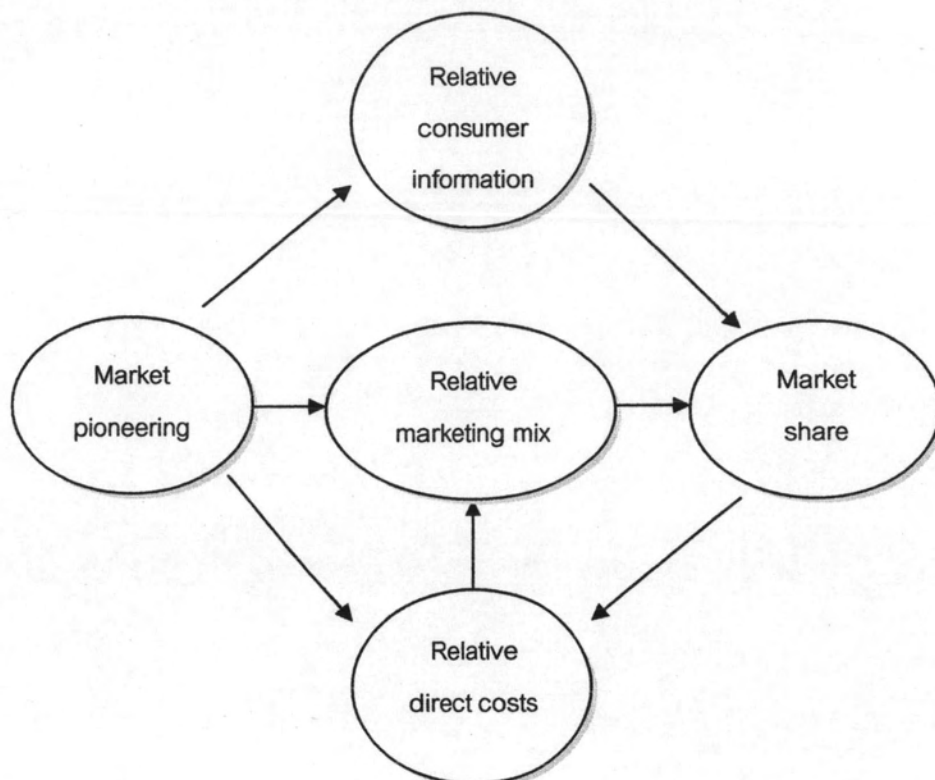 Relative
consumer
information
Market
pioneering
Relative
marketing mix
Market
share
Relative
direct costs